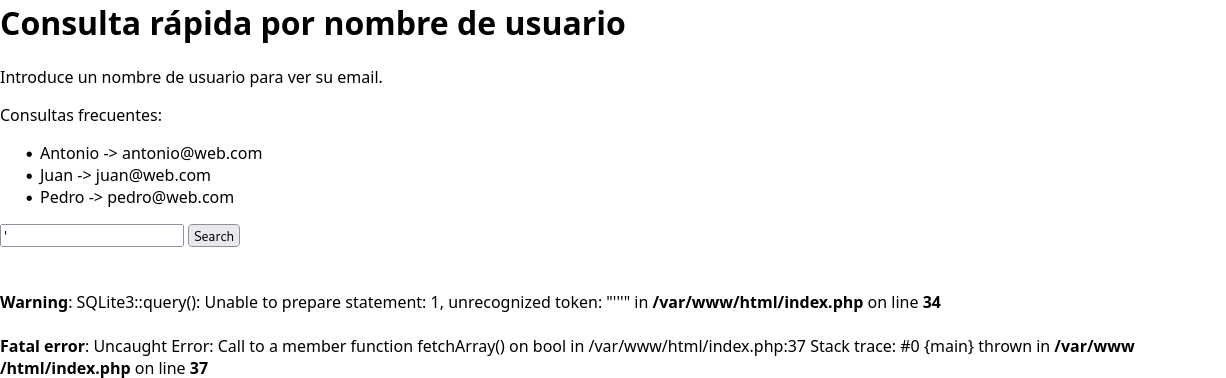 Consulta rápida por nombre de usuario
Introduce un nombre de usuario para ver su email.
Consultas frecuentes:
• Antonio -> antonio@web.com
• Juan -> juan@web.com
• Pedro -> pedro@web.com
' Search
Warning: SQLite3::query(): Unable to prepare statement: 1, unrecognized token: "'''" in /var/www/html/index.php on line 34
Fatal error: Uncaught Error: Call to a member function fetchArray() on bool in /var/www/html/index.php:37 Stack trace: #0 {main} thrown in /var/www
/html/index.php on line 37